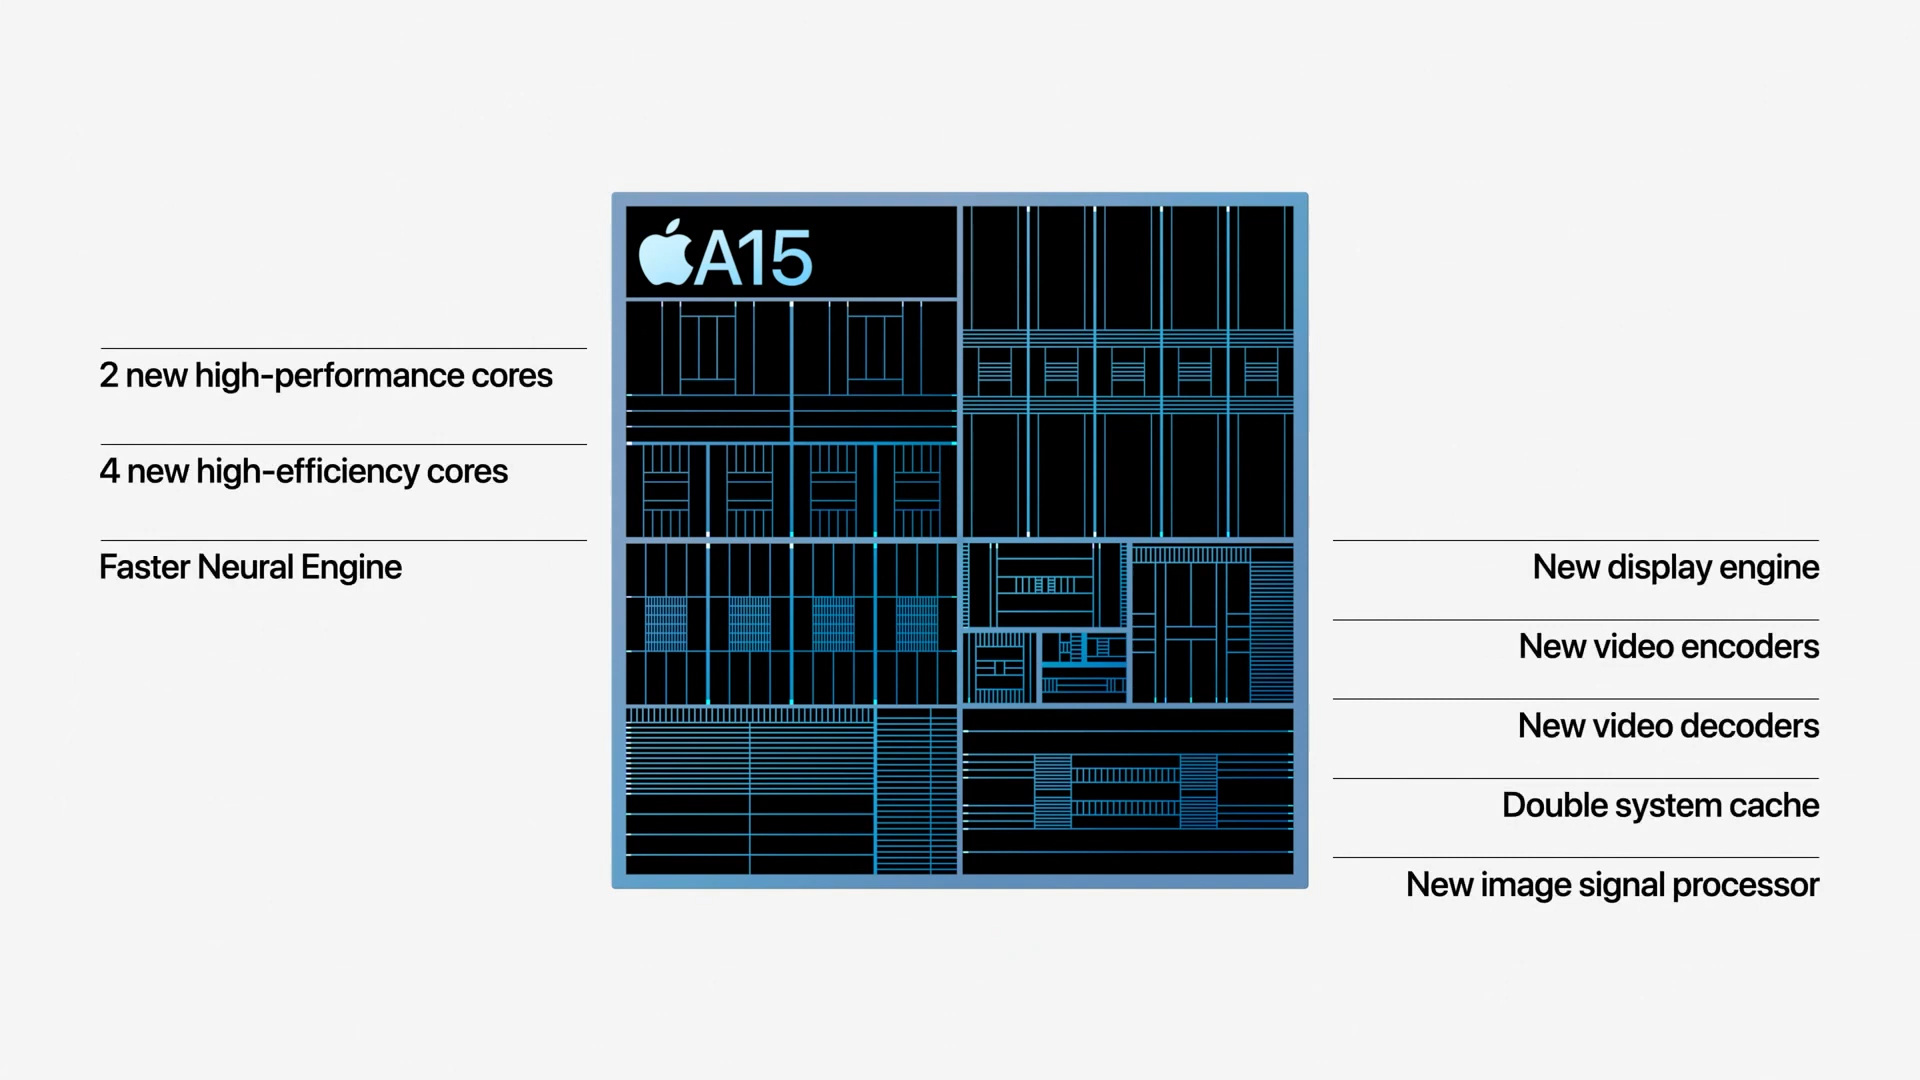 A15
2 new high-performance cores
4 new high-efficiency cores
Faster Neural Engine
New display engine
New video encoders
New video decoders
Double system cache
New image signal processor